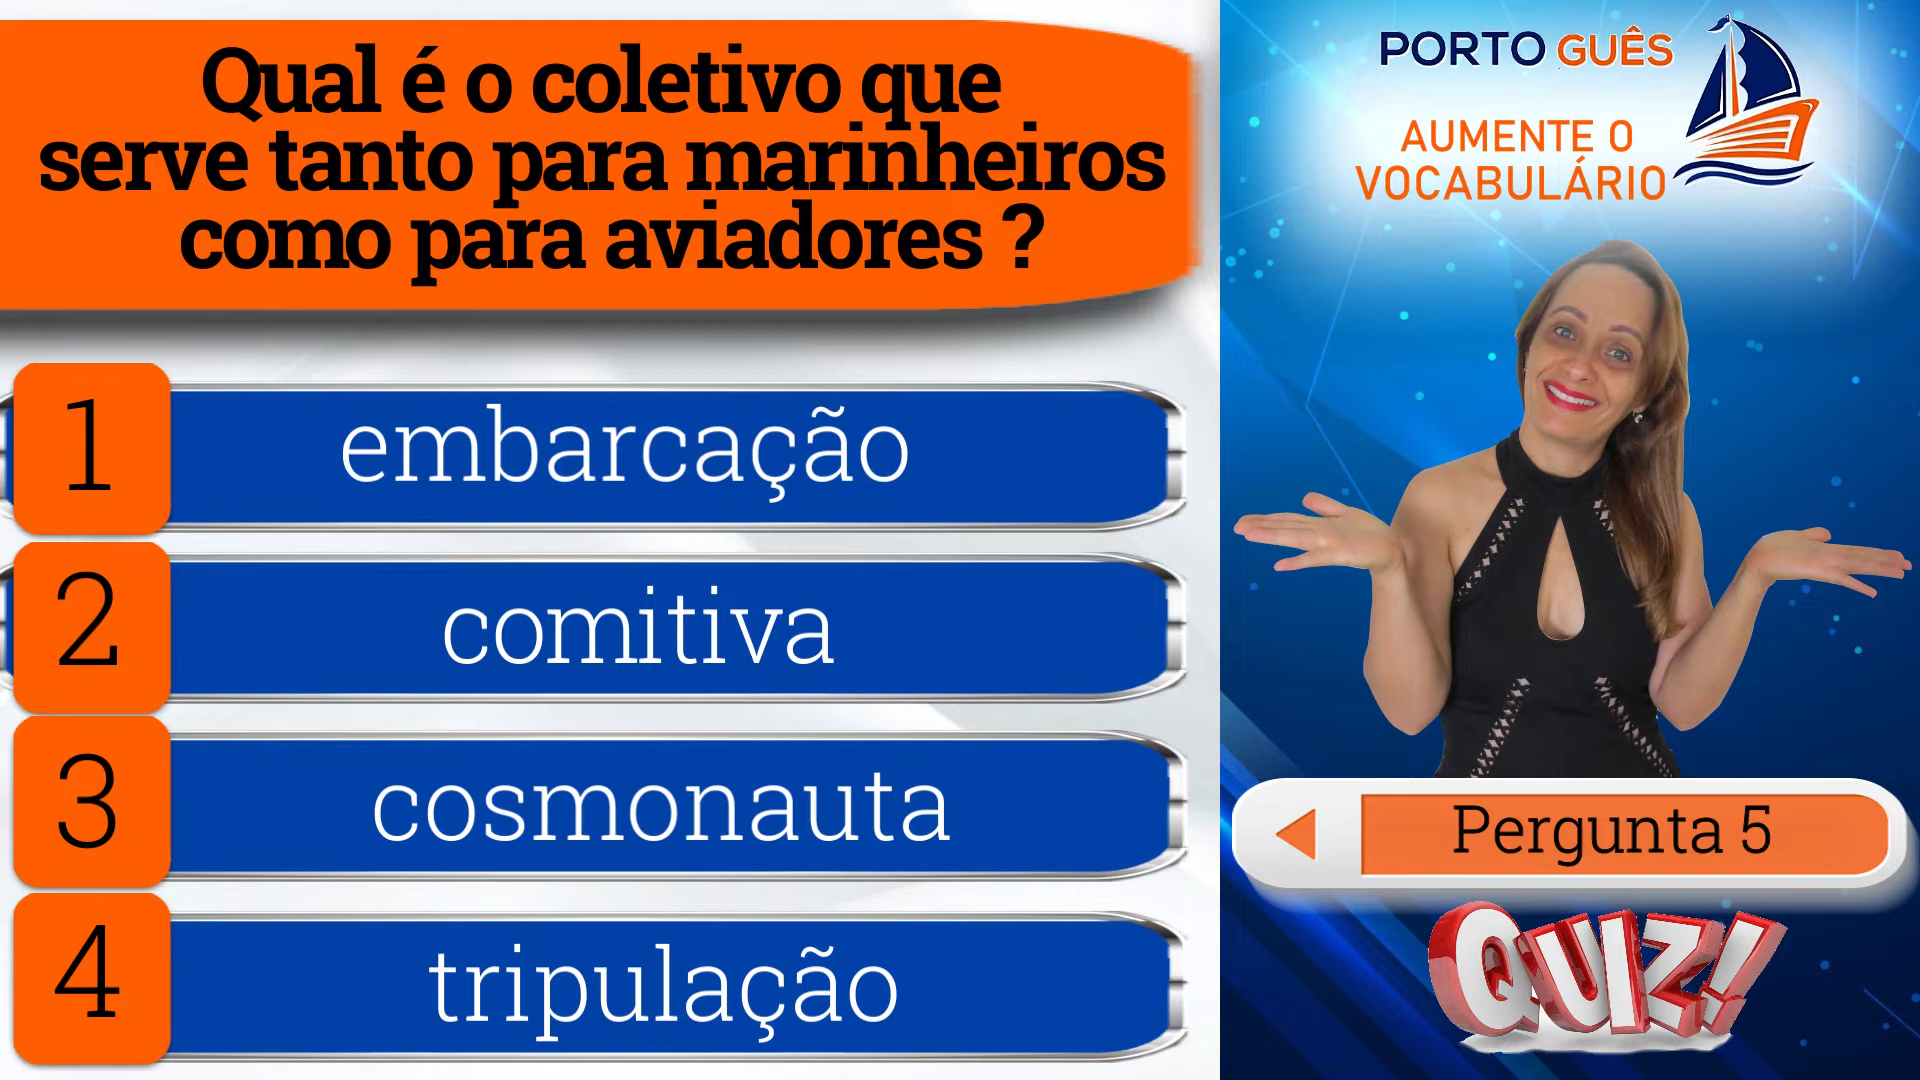 Qual é o coletivo que
serve tanto para marinheiros
como para aviadores ?
1
embarcação
2
comitiva
3
cosmonauta
4
tripulação
PORTO GUÊS
AUMENTE O
VOCABULÁRIO
Pergunta 5
QUIZ!